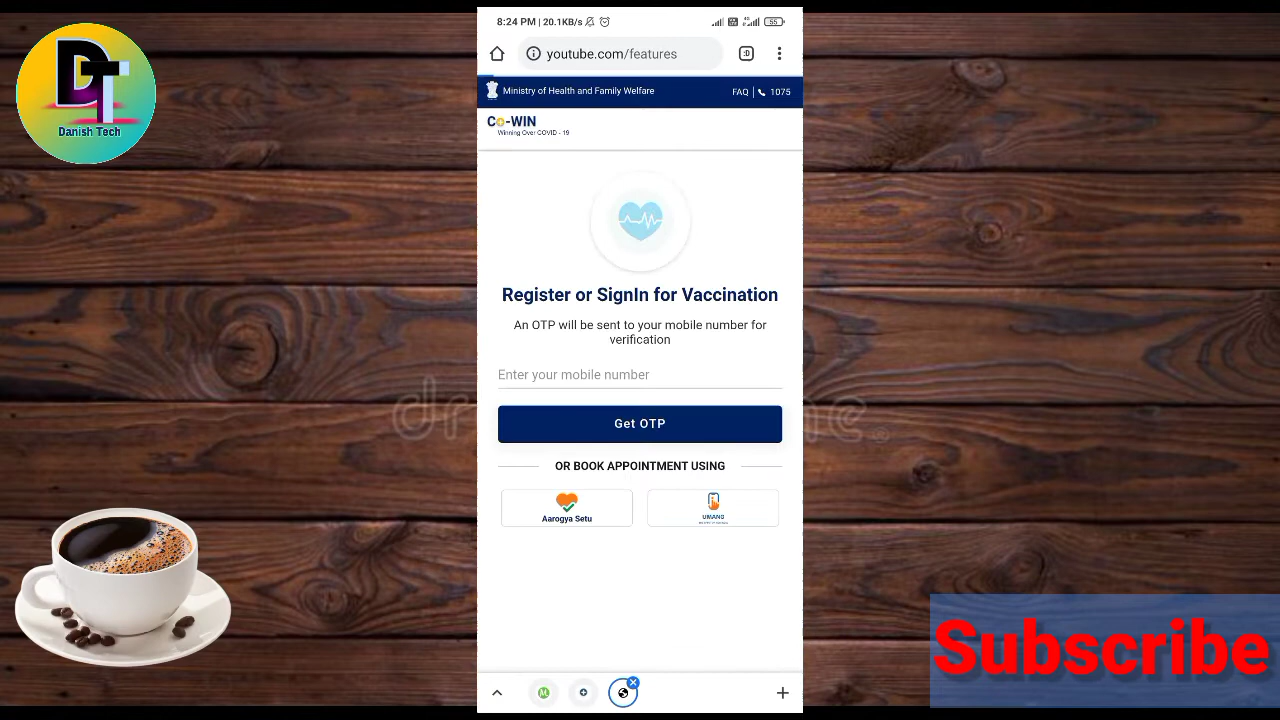 DT
Danish Tech
8:24 PM | 20.1KB/s
4G
55
youtube.com/features
:D
Ministry of Health and Family Welfare
FAQ | 1075
Co-WIN
Winning Over COVID - 19
Register or SignIn for Vaccination
An OTP will be sent to your mobile number for
verification
Enter your mobile number
Get OTP
OR BOOK APPOINTMENT USING
Aarogya Setu
UMANG
Subscribe